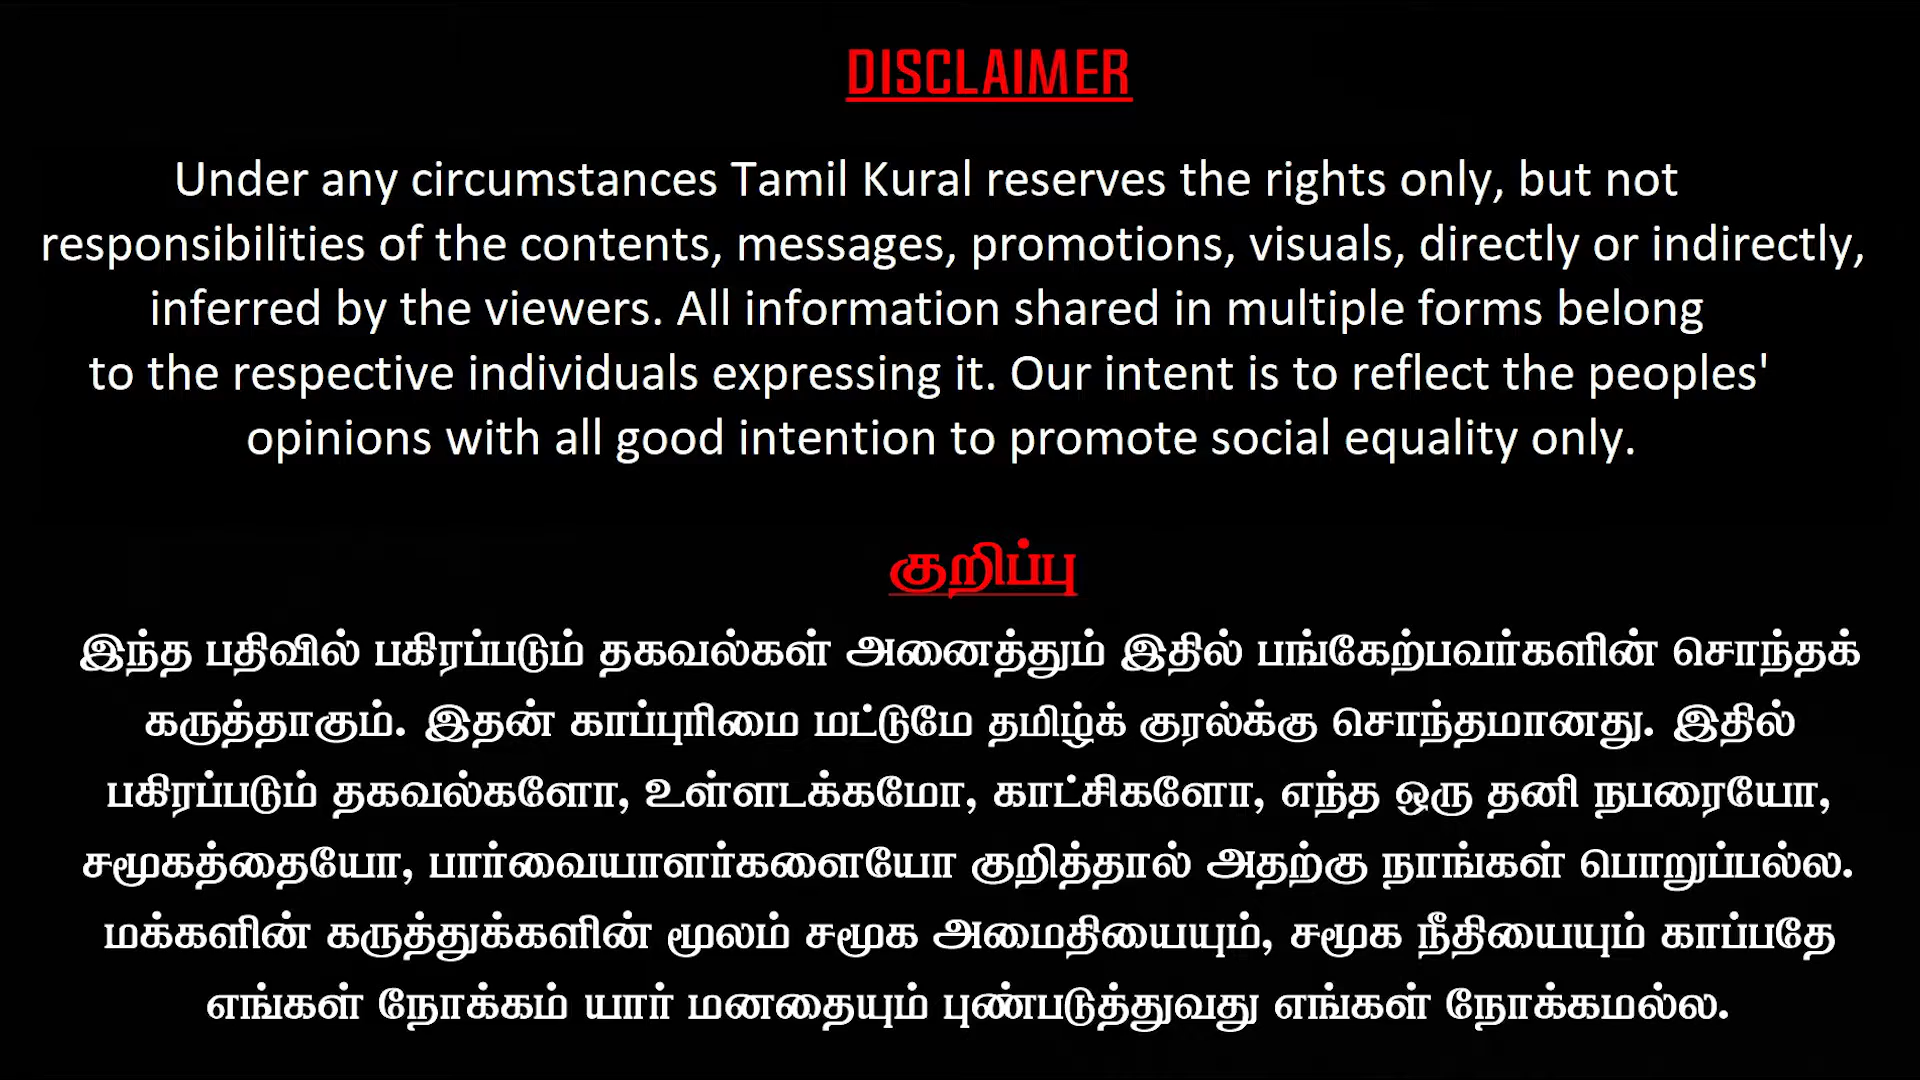 DISCLAIMER
Under any circumstances Tamil Kural reserves the rights only, but not
responsibilities of the contents, messages, promotions, visuals, directly or indirectly,
inferred by the viewers. All information shared in multiple forms belong
to the respective individuals expressing it. Our intent is to reflect the peoples'
opinions with all good intention to promote social equality only.
குறிப்பு
இந்த பதிவில் பகிரப்படும் தகவல்கள் அனைத்தும் இதில் பங்கேற்பவர்களின் சொந்தக்
கருத்தாகும். இதன் காப்புரிமை மட்டுமே தமிழ்க் குரல்க்கு சொந்தமானது. இதில்
பகிரப்படும் தகவல்களோ, உள்ளடக்கமோ, காட்சிகளோ, எந்த ஒரு தனி நபரையோ,
சமூகத்தையோ, பார்வையாளர்களையோ குறித்தால் அதற்கு நாங்கள் பொறுப்பல்ல.
மக்களின் கருத்துக்களின் மூலம் சமூக அமைதியையும், சமூக நீதியையும் காப்பதே
எங்கள் நோக்கம் யார் மனதையும் புண்படுத்துவது எங்கள் நோக்கமல்ல.